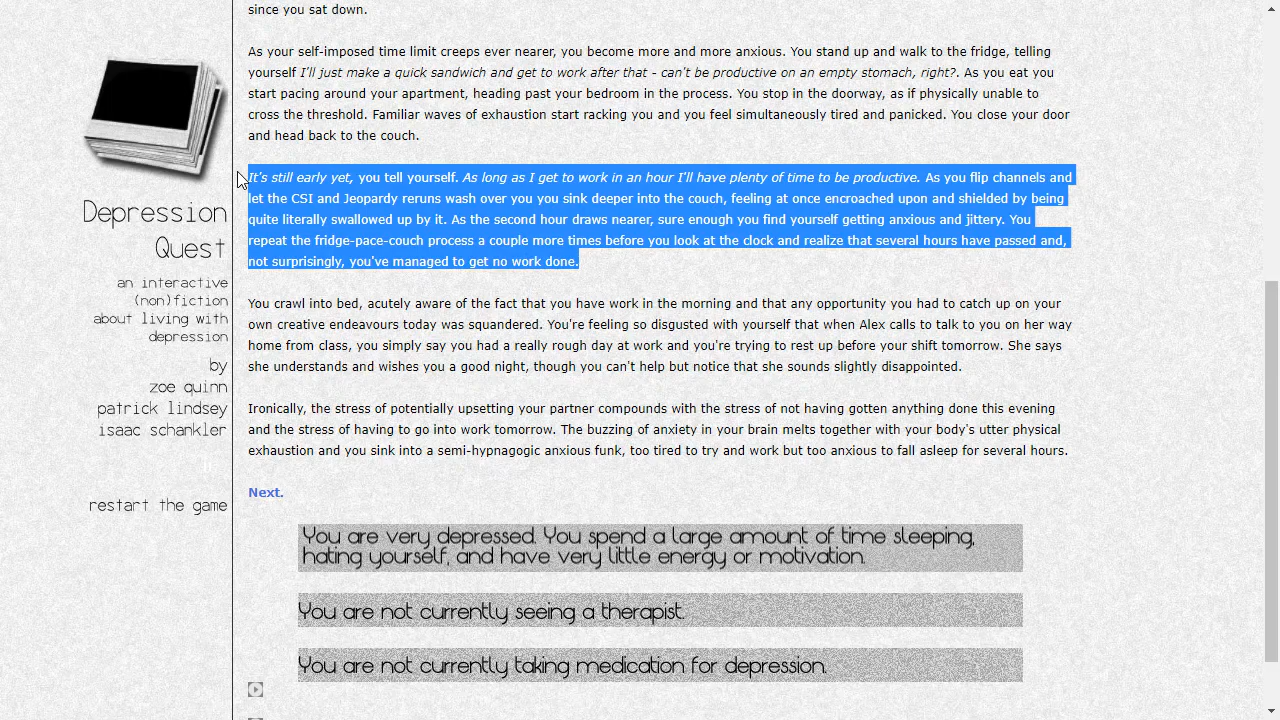 since you sat down.
As your self-imposed time limit creeps ever nearer, you become more and more anxious. You stand up and walk to the fridge, telling
yourself I'll just make a quick sandwich and get to work after that - can't be productive on an empty stomach, right?. As you eat you
start pacing around your apartment, heading past your bedroom in the process. You stop in the doorway, as if physically unable to
cross the threshold. Familiar waves of exhaustion start racking you and you feel simultaneously tired and panicked. You close your door
and head back to the couch.
It's still early yet, you tell yourself. As long as I get to work in an hour I'll have plenty of time to be productive. As you flip channels and
let the CSI and Jeopardy reruns wash over you you sink deeper into the couch, feeling at once encroached upon and shielded by being
quite literally swallowed up by it. As the second hour draws nearer, sure enough you find yourself getting anxious and jittery. You
repeat the fridge-pace-couch process a couple more times before you look at the clock and realize that several hours have passed and,
not surprisingly, you've managed to get no work done.
You crawl into bed, acutely aware of the fact that you have work in the morning and that any opportunity you had to catch up on your
own creative endeavours today was squandered. You're feeling so disgusted with yourself that when Alex calls to talk to you on her way
home from class, you simply say you had a really rough day at work and you're trying to rest up before your shift tomorrow. She says
she understands and wishes you a good night, though you can't help but notice that she sounds slightly disappointed.
Ironically, the stress of potentially upsetting your partner compounds with the stress of not having gotten anything done this evening
and the stress of having to go into work tomorrow. The buzzing of anxiety in your brain melts together with your body's utter physical
exhaustion and you sink into a semi-hypnagogic anxious funk, too tired to try and work but too anxious to fall asleep for several hours.
Next.
You are very depressed. You spend a large amount of time sleeping,
hating yourself, and have very little energy or motivation.
You are not currently seeing a therapist.
You are not currently taking medication for depression.
Depression
Quest
an interactive
(non)fiction
about living with
depression
by
zoe quinn
patrick lindsey
isaac schankler
restart the game